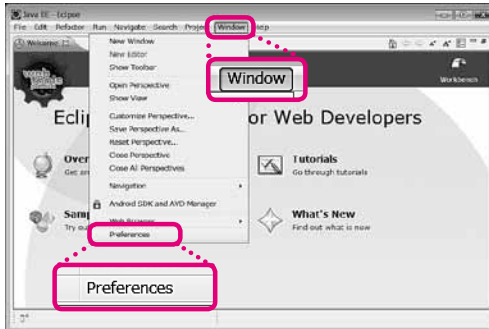 Java EE - Eclipse
File Edit Refactor Run Navigate Search Project Window Help
Welcome
New Window
New Editor
Show Toolbar
Open Perspective
Show View
Customize Perspective...
Save Perspective As...
Reset Perspective...
Close Perspective
Close All Perspectives
Navigation
Android SDK and AVD Manager
Web Browser
Preferences
Window
Preferences
Workbench
Ecli
or Web Developers
Over
Get
Tutorials
Go through tutorials
Samp
Try ou
What's New
Find out what is new